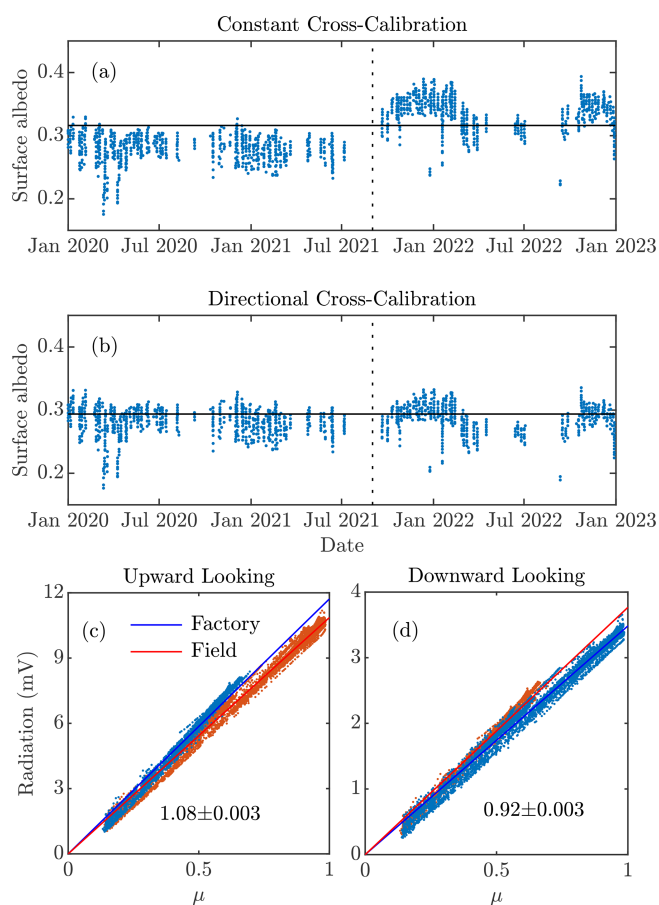 Constant Cross-Calibration
(a)
Surface albedo
0.4
0.3
0.2
Jan 2020 Jul 2020 Jan 2021 Jul 2021 Jan 2022 Jul 2022 Jan 2023
Directional Cross-Calibration
(b)
Surface albedo
0.4
0.3
0.2
Jan 2020 Jul 2020 Jan 2021 Jul 2021 Jan 2022 Jul 2022 Jan 2023
Date
Upward Looking
(c)
Factory
Field
Radiation (mV)
12
9
6
3
0
1.08±0.003
0 0.5 1
μ
Downward Looking
(d)
4
3
2
1
0
0.92±0.003
0 0.5 1
μ